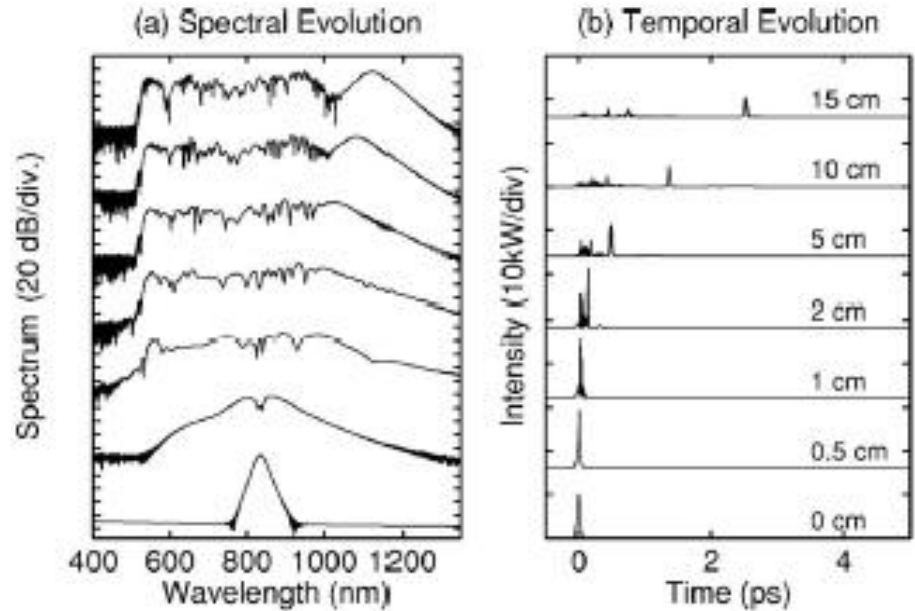 (a) Spectral Evolution
(b) Temporal Evolution
Spectrum (20 dB/div.)
400 600 800 1000 1200
Wavelength (nm)
Intensity (10kW/div)
15 cm
10 cm
5 cm
2 cm
1 cm
0.5 cm
0 cm
0 2 4
Time (ps)